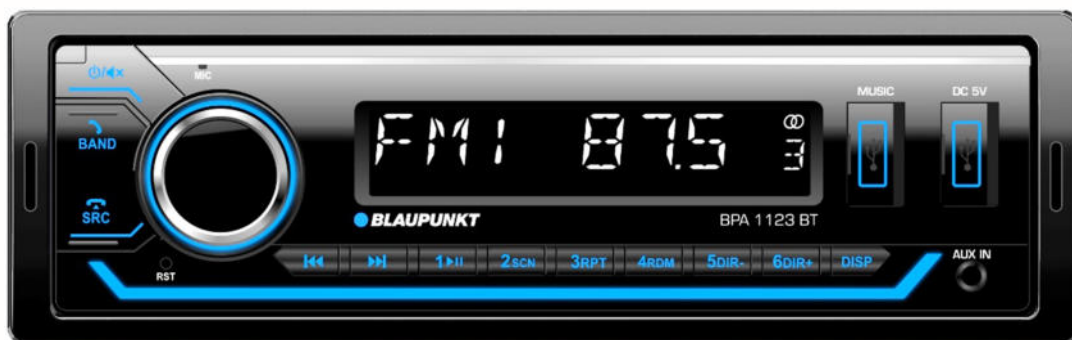 MIC
BAND
SRC
RST
FM1 87.5 3
BLAUPUNKT
BPA 1123 BT
MUSIC
DC 5V
1 2SCN 3RPT 4RDM 5DIR- 6DIR+ DISP
AUX IN